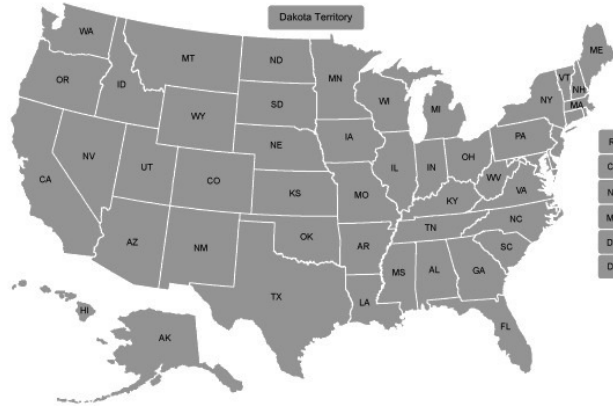 Dakota Territory
WA
ME
MT
ND
VT
MN
OR
NH
ID
WI
NY
MA
SD
MI
WY
IA
PA
NE
NV
OH
IL
IN
UT
WV
CO
CA
VA
KS
MO
KY
NC
TN
OK
AZ
NM
AR
SC
MS
AL
GA
TX
LA
HI
FL
AK
R
C
N
M
D
D